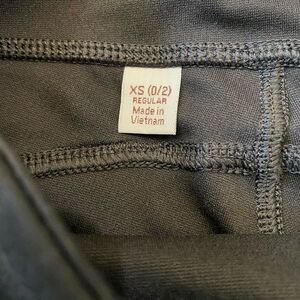 XS (0/2)
REGULAR
Made in
Vietnam